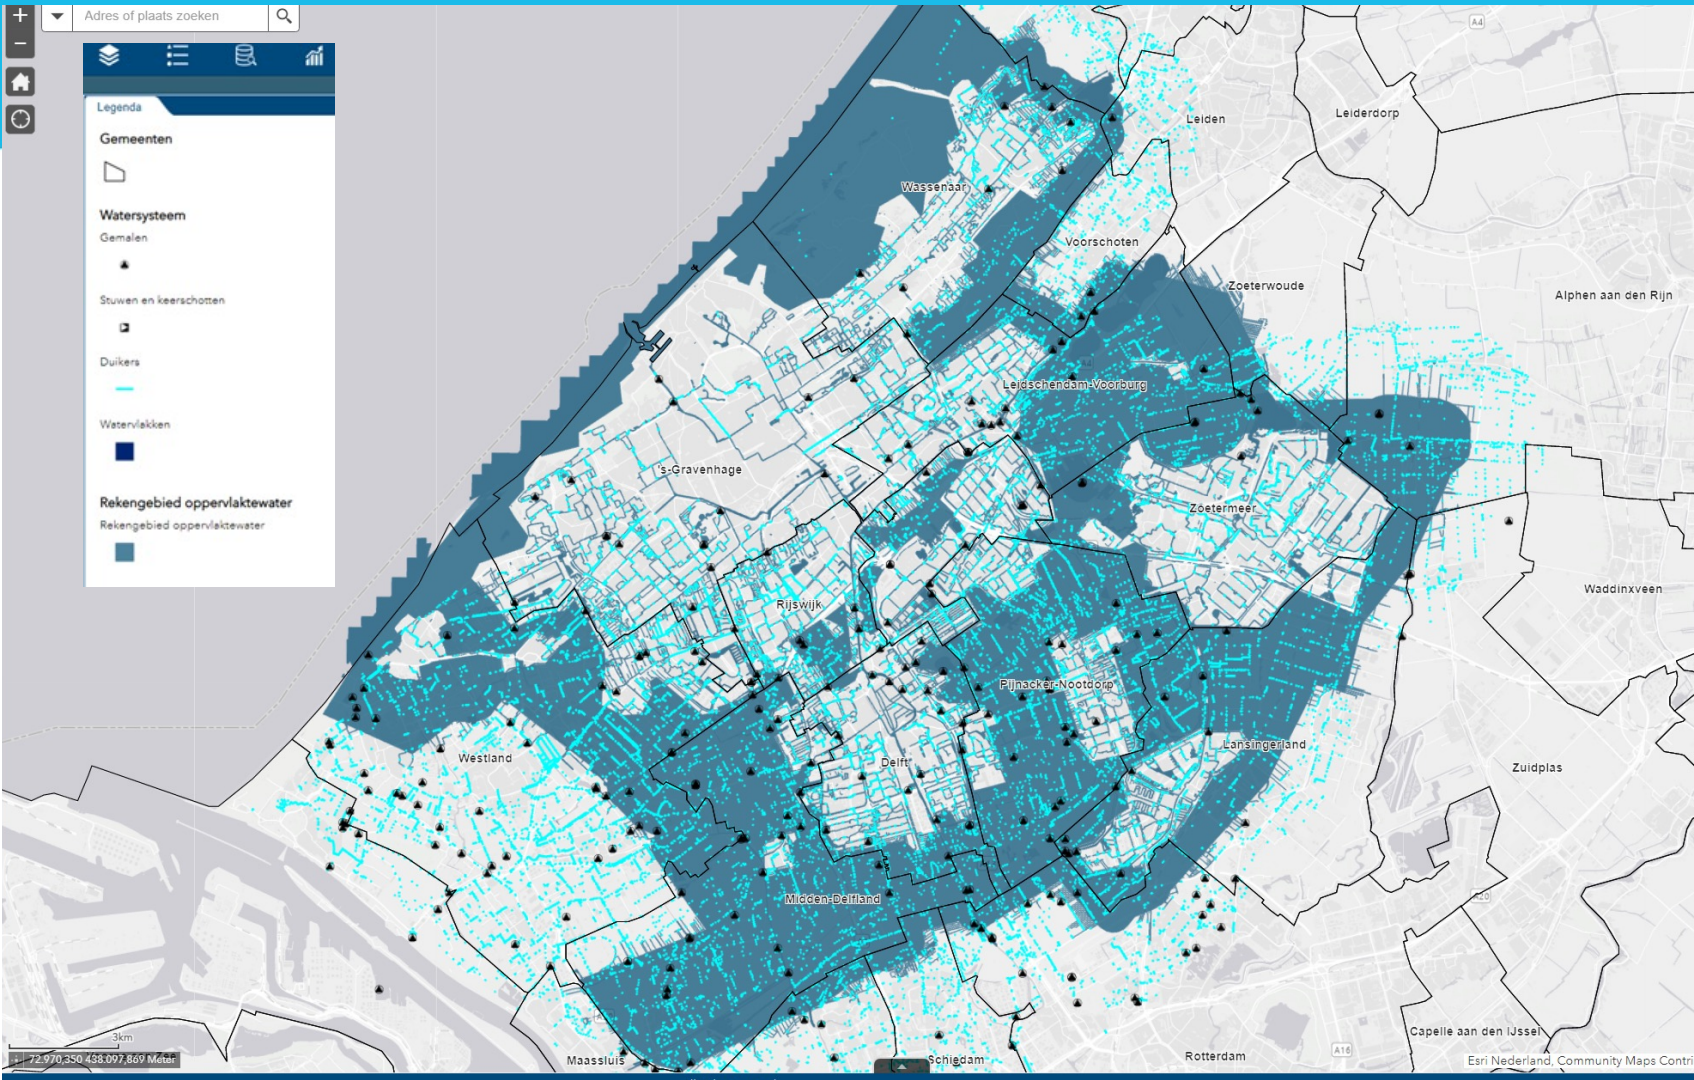 Adres of plaats zoeken
Legenda
Gemeenten
Watersysteem
Gemalen
Stuwen en keerschotten
Duikers
Watervlakken
Rekengebied oppervlaktewater
Rekengebied oppervlaktewater
A4
Leiden
Leiderdorp
Wassenaar
Voorschoten
Zoeterwoude
Alphen aan den Rijn
Leidschendam-Voorburg
's-Gravenhage
Zoetermeer
Waddinxveen
Rijswijk
Pijnacker-Nootdorp
Lansingerland
Westland
Delft
Zuidplas
Midden-Delfland
A20
Capelle aan den IJssel
3km
72.970,350 438.097,869 Meter
Maassluis
Schiedam
Rotterdam
A16
Esri Nederland, Community Maps Contri